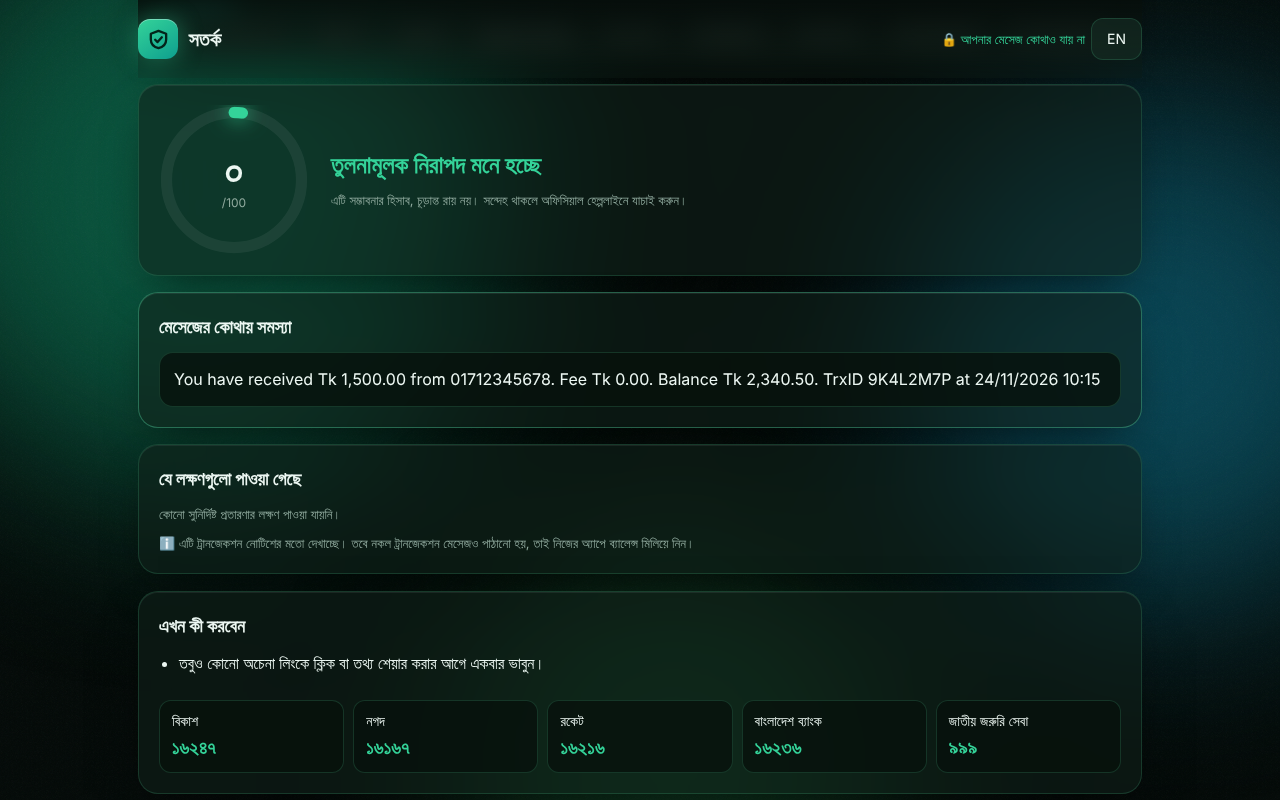 সতর্ক
🔒 আপনার মেসেজ কোথাও যায় না
EN
০
/100
তুলনামূলক নিরাপদ মনে হচ্ছে
এটি সম্ভাবনার হিসাব, চূড়ান্ত রায় নয়। সন্দেহ থাকলে অফিসিয়াল হেল্পলাইনে যাচাই করুন।
মেসেজের কোথায় সমস্যা
You have received Tk 1,500.00 from 01712345678. Fee Tk 0.00. Balance Tk 2,340.50. TrxID 9K4L2M7P at 24/11/2026 10:15
যে লক্ষণগুলো পাওয়া গেছে
কোনো সুনির্দিষ্ট প্রতারণার লক্ষণ পাওয়া যায়নি।
ℹ️ এটি ট্রানজেকশন নোটিশের মতো দেখাচ্ছে। তবে নকল ট্রানজেকশন মেসেজও পাঠানো হয়, তাই নিজের অ্যাপে ব্যালেন্স মিলিয়ে নিন।
এখন কী করবেন
• তবুও কোনো অচেনা লিংকে ক্লিক বা তথ্য শেয়ার করার আগে একবার ভাবুন।
বিকাশ
১৬২৪৭
নগদ
১৬১৬৭
রকেট
১৬২১৬
বাংলাদেশ ব্যাংক
১৬২৩৬
জাতীয় জরুরি সেবা
৯৯৯